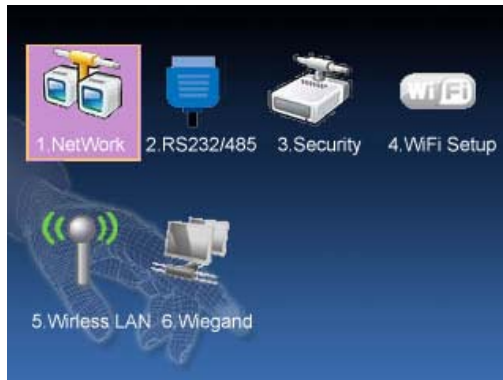 WiFi
1.NetWork 2.RS232/485 3.Security 4.WiFi Setup
5.Wirless LAN 6.Wiegand